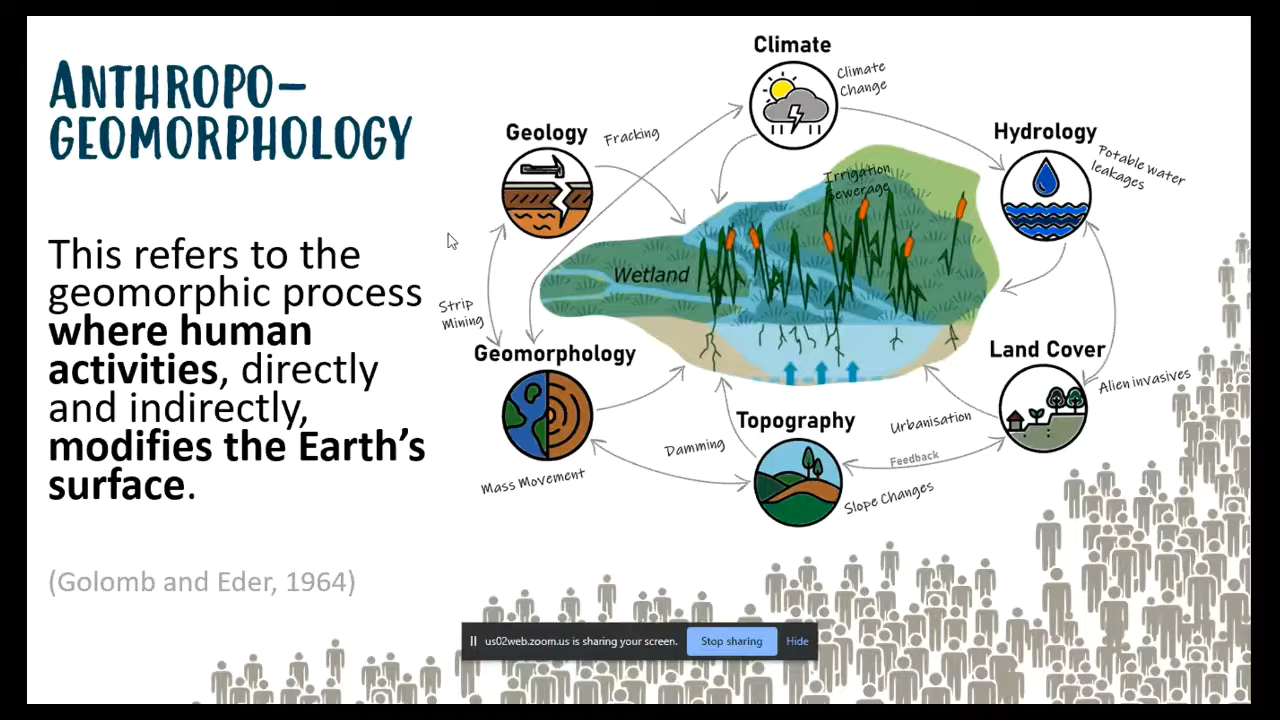 ANTHROPO-
GEOMORPHOLOGY
This refers to the
geomorphic process
where human
activities, directly
and indirectly,
modifies the Earth's
surface.
(Golomb and Eder, 1964)
Climate
Climate
Change
Geology
Fracking
Hydrology
Potable water
leakages
Irrigation
Sewerage
Wetland
Strip
Mining
Geomorphology
Mass Movement
Land Cover
Alien invasives
Topography
Urbanisation
Damming
Feedback
Slope Changes
us02web.zoom.us is sharing your screen.
Stop sharing
Hide